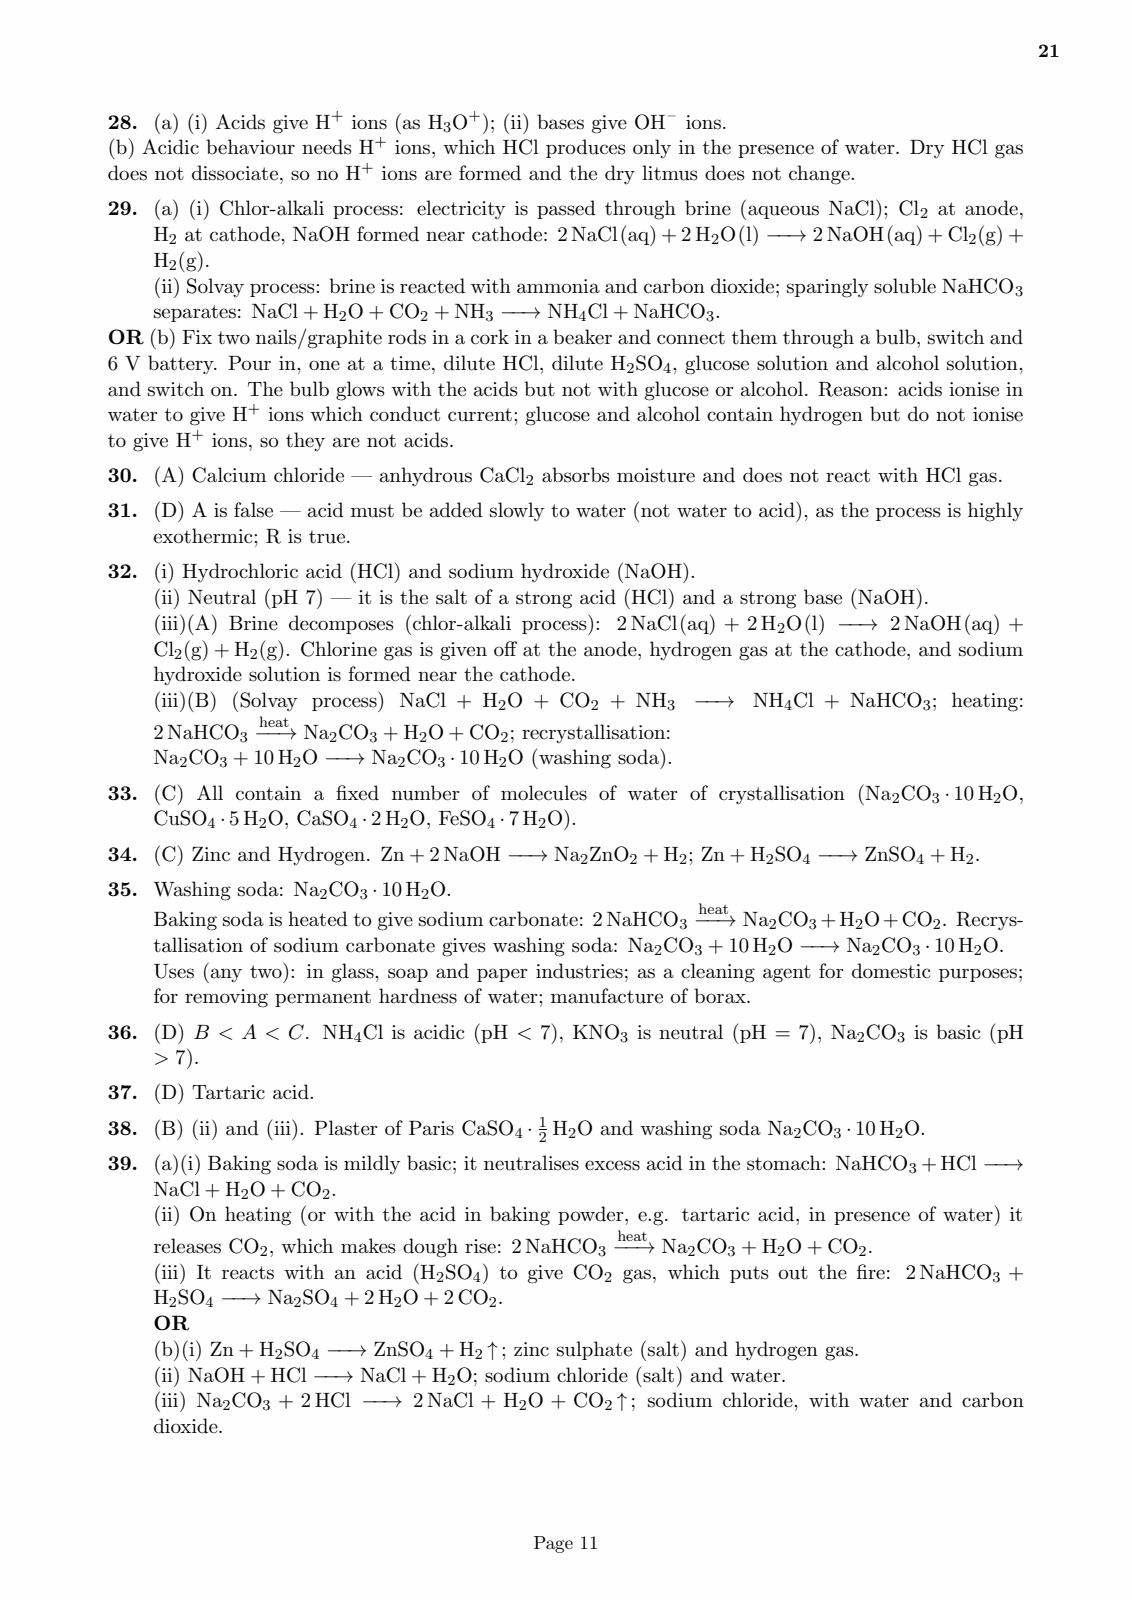 21
28. (a) (i) Acids give H⁺ ions (as H₃O⁺); (ii) bases give OH⁻ ions.
(b) Acidic behaviour needs H⁺ ions, which HCl produces only in the presence of water. Dry HCl gas
does not dissociate, so no H⁺ ions are formed and the dry litmus does not change.
29. (a) (i) Chlor-alkali process: electricity is passed through brine (aqueous NaCl); Cl₂ at anode,
H₂ at cathode, NaOH formed near cathode: 2 NaCl(aq) + 2 H₂O(l) ⟶ 2 NaOH(aq) + Cl₂(g) +
H₂(g).
(ii) Solvay process: brine is reacted with ammonia and carbon dioxide; sparingly soluble NaHCO₃
separates: NaCl + H₂O + CO₂ + NH₃ ⟶ NH₄Cl + NaHCO₃.
OR (b) Fix two nails/graphite rods in a cork in a beaker and connect them through a bulb, switch and
6 V battery. Pour in, one at a time, dilute HCl, dilute H₂SO₄, glucose solution and alcohol solution,
and switch on. The bulb glows with the acids but not with glucose or alcohol. Reason: acids ionise in
water to give H⁺ ions which conduct current; glucose and alcohol contain hydrogen but do not ionise
to give H⁺ ions, so they are not acids.
30. (A) Calcium chloride — anhydrous CaCl₂ absorbs moisture and does not react with HCl gas.
31. (D) A is false — acid must be added slowly to water (not water to acid), as the process is highly
exothermic; R is true.
32. (i) Hydrochloric acid (HCl) and sodium hydroxide (NaOH).
(ii) Neutral (pH 7) — it is the salt of a strong acid (HCl) and a strong base (NaOH).
(iii)(A) Brine decomposes (chlor-alkali process): 2 NaCl(aq) + 2 H₂O(l) ⟶ 2 NaOH(aq) +
Cl₂(g) + H₂(g). Chlorine gas is given off at the anode, hydrogen gas at the cathode, and sodium
hydroxide solution is formed near the cathode.
(iii)(B) (Solvay process) NaCl + H₂O + CO₂ + NH₃ ⟶ NH₄Cl + NaHCO₃; heating:
2 NaHCO₃ —heat→ Na₂CO₃ + H₂O + CO₂; recrystallisation:
Na₂CO₃ + 10 H₂O ⟶ Na₂CO₃ · 10 H₂O (washing soda).
33. (C) All contain a fixed number of molecules of water of crystallisation (Na₂CO₃ · 10 H₂O,
CuSO₄ · 5 H₂O, CaSO₄ · 2 H₂O, FeSO₄ · 7 H₂O).
34. (C) Zinc and Hydrogen. Zn + 2 NaOH ⟶ Na₂ZnO₂ + H₂; Zn + H₂SO₄ ⟶ ZnSO₄ + H₂.
35. Washing soda: Na₂CO₃ · 10 H₂O.
Baking soda is heated to give sodium carbonate: 2 NaHCO₃ —heat→ Na₂CO₃ + H₂O + CO₂. Recrys-
tallisation of sodium carbonate gives washing soda: Na₂CO₃ + 10 H₂O ⟶ Na₂CO₃ · 10 H₂O.
Uses (any two): in glass, soap and paper industries; as a cleaning agent for domestic purposes;
for removing permanent hardness of water; manufacture of borax.
36. (D) B < A < C. NH₄Cl is acidic (pH < 7), KNO₃ is neutral (pH = 7), Na₂CO₃ is basic (pH
> 7).
37. (D) Tartaric acid.
38. (B) (ii) and (iii). Plaster of Paris CaSO₄ · ½ H₂O and washing soda Na₂CO₃ · 10 H₂O.
39. (a)(i) Baking soda is mildly basic; it neutralises excess acid in the stomach: NaHCO₃ + HCl ⟶
NaCl + H₂O + CO₂.
(ii) On heating (or with the acid in baking powder, e.g. tartaric acid, in presence of water) it
releases CO₂, which makes dough rise: 2 NaHCO₃ —heat→ Na₂CO₃ + H₂O + CO₂.
(iii) It reacts with an acid (H₂SO₄) to give CO₂ gas, which puts out the fire: 2 NaHCO₃ +
H₂SO₄ ⟶ Na₂SO₄ + 2 H₂O + 2 CO₂.
OR
(b)(i) Zn + H₂SO₄ ⟶ ZnSO₄ + H₂ ↑; zinc sulphate (salt) and hydrogen gas.
(ii) NaOH + HCl ⟶ NaCl + H₂O; sodium chloride (salt) and water.
(iii) Na₂CO₃ + 2 HCl ⟶ 2 NaCl + H₂O + CO₂ ↑; sodium chloride, with water and carbon
dioxide.
Page 11